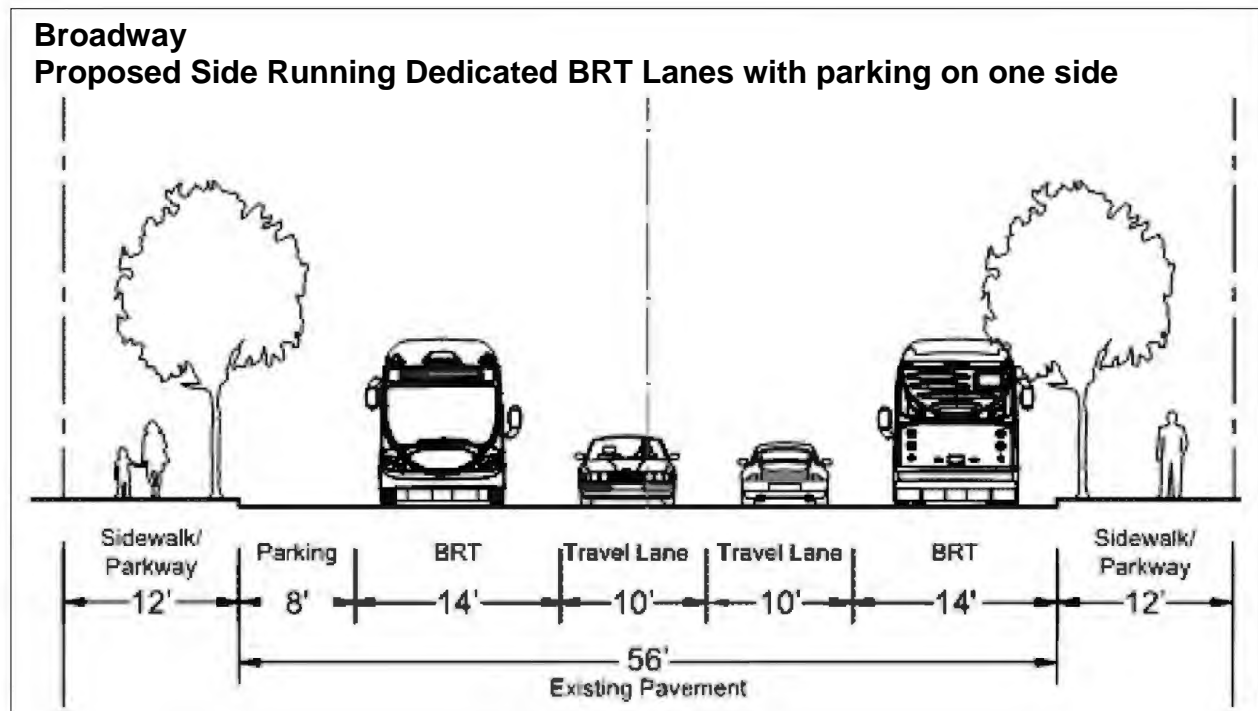 Broadway
Proposed Side Running Dedicated BRT Lanes with parking on one side
Sidewalk/
Parkway
Parking
BRT
Travel Lane
Travel Lane
BRT
Sidewalk/
Parkway
12'
8'
14'
10'
10'
14'
12'
56'
Existing Pavement